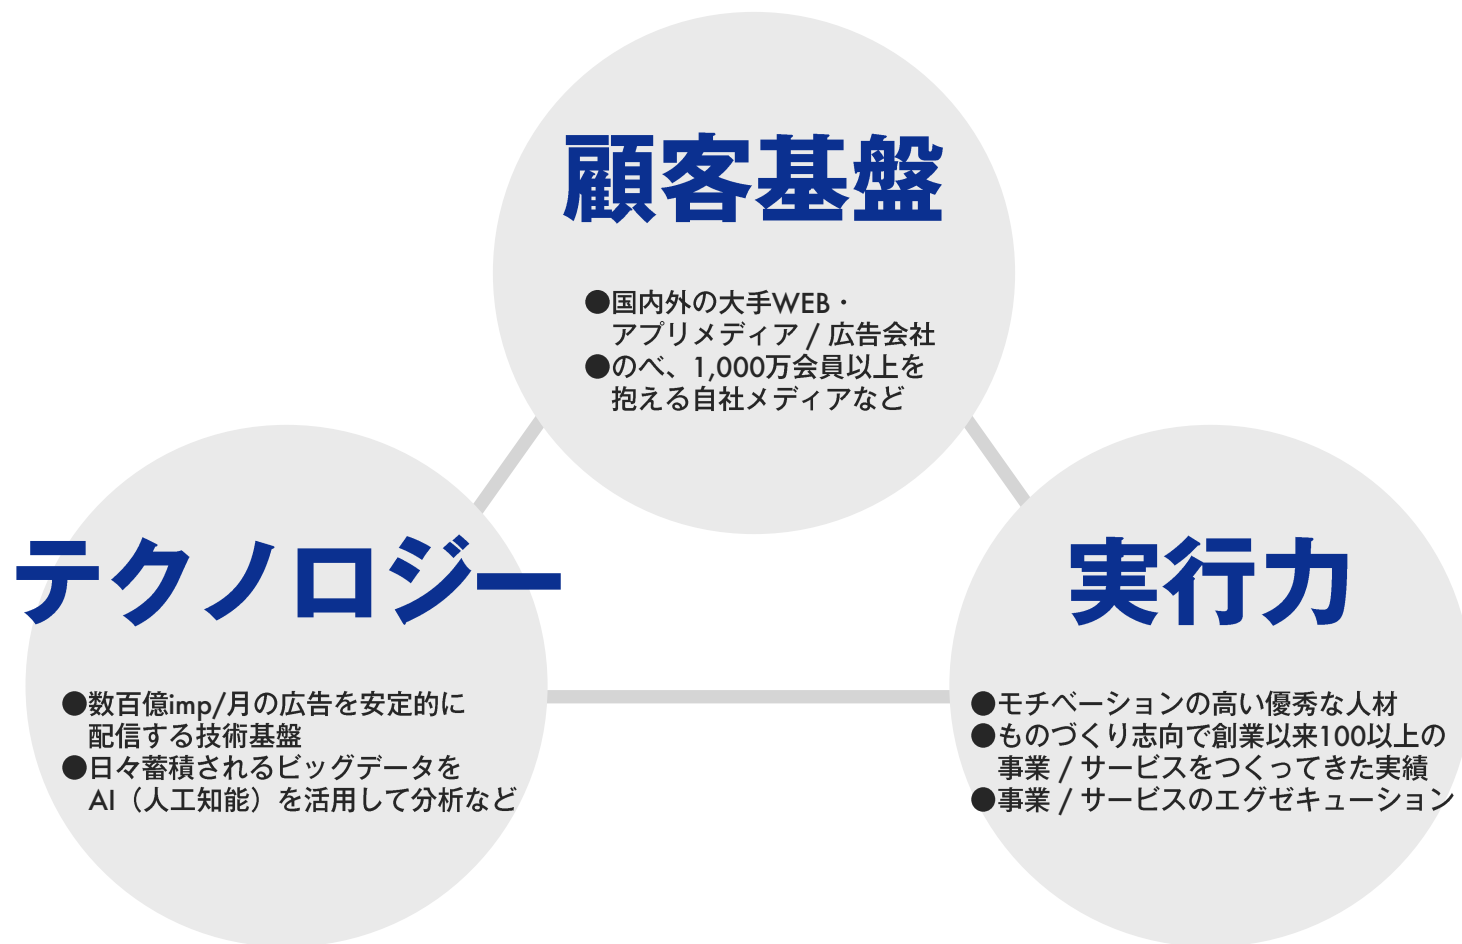 顧客基盤
●国内外の大手WEB・
アプリメディア / 広告会社
●のべ、1,000万会員以上を
抱える自社メディアなど
テクノロジー
●数百億imp/月の広告を安定的に
配信する技術基盤
●日々蓄積されるビッグデータを
AI（人工知能）を活用して分析など
実行力
●モチベーションの高い優秀な人材
●ものづくり志向で創業以来100以上の
事業 / サービスをつくってきた実績
●事業 / サービスのエグゼキューション